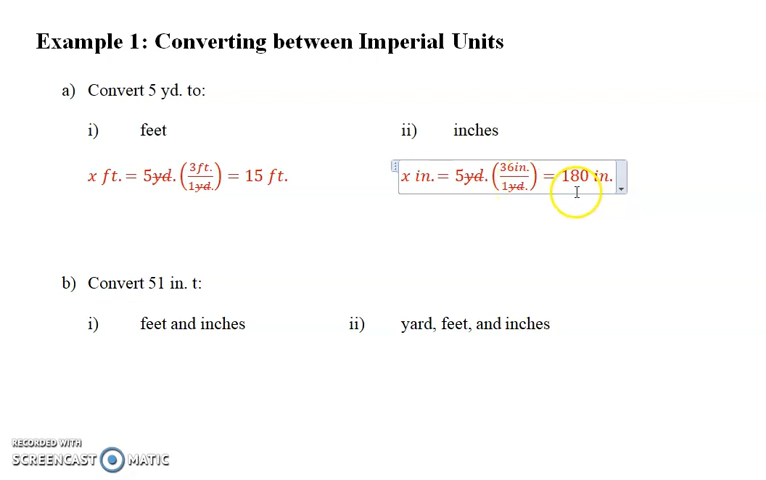 Example 1: Converting between Imperial Units
a) Convert 5 yd. to:
i) feet ii) inches
x ft. = 5yd. (3ft./1yd.) = 15 ft. x in. = 5yd. (36in./1yd.) = 180 in.
b) Convert 51 in. t:
i) feet and inches ii) yard, feet, and inches
RECORDED WITH
SCREENCAST MATIC